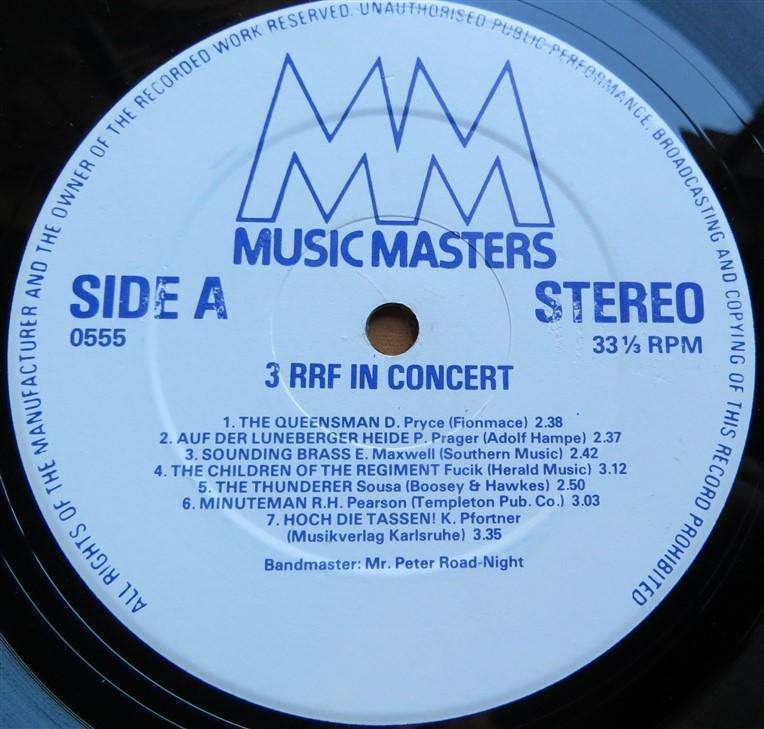 ALL RIGHTS OF THE MANUFACTURER AND THE OWNER OF THE RECORDED WORK RESERVED. UNAUTHORISED PUBLIC PERFORMANCE, BROADCASTING AND COPYING OF THIS RECORD PROHIBITED
MUSIC MASTERS
SIDE A
STEREO
0555
33 ⅓ RPM
3 RRF IN CONCERT
1. THE QUEENSMAN D. Pryce (Fionmace) 2.38
2. AUF DER LUNEBERGER HEIDE P. Prager (Adolf Hampe) 2.37
3. SOUNDING BRASS E. Maxwell (Southern Music) 2.42
4. THE CHILDREN OF THE REGIMENT Fucik (Herald Music) 3.12
5. THE THUNDERER Sousa (Boosey & Hawkes) 2.50
6. MINUTEMAN R.H. Pearson (Templeton Pub. Co.) 3.03
7. HOCH DIE TASSEN! K. Pfortner
(Musikverlag Karlsruhe) 3.35
Bandmaster: Mr. Peter Road-Night